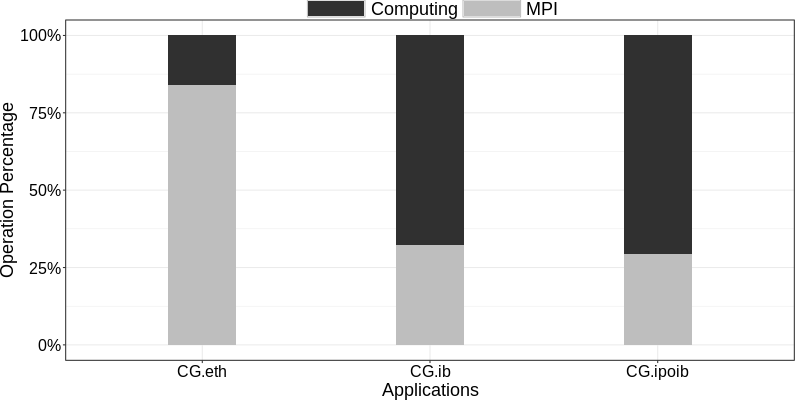 Computing MPI
Operation Percentage
100%
75%
50%
25%
0%
CG.eth CG.ib CG.ipoib
Applications